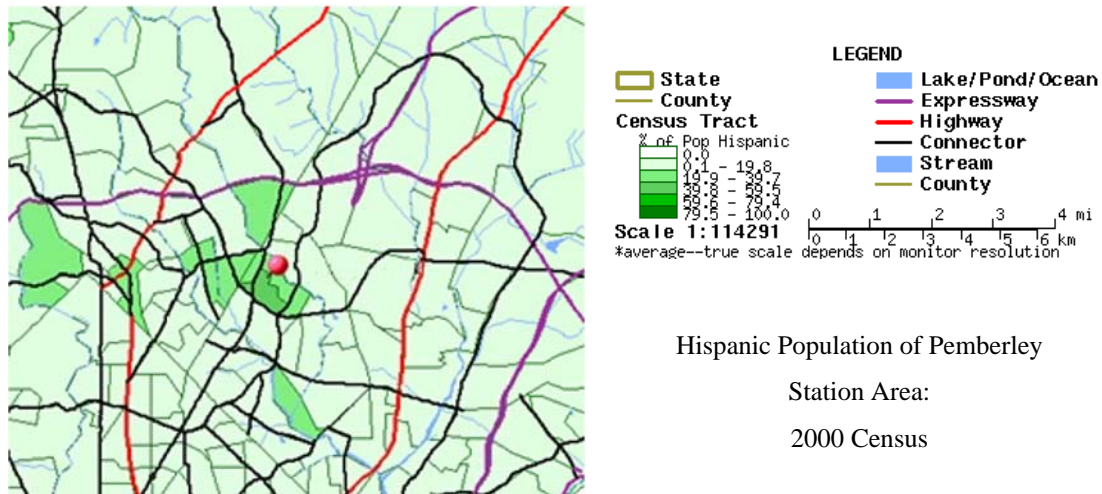 LEGEND
State
County
Census Tract
% of Pop Hispanic
0.0
0.1 - 19.8
19.9 - 39.7
39.8 - 59.5
59.6 - 79.4
79.5 - 100.0
Lake/Pond/Ocean
Expressway
Highway
Connector
Stream
County
Scale 1:114291
0 1 2 3 4 mi
0 1 2 3 4 5 6 km
*average--true scale depends on monitor resolution
Hispanic Population of Pemberley
Station Area:
2000 Census